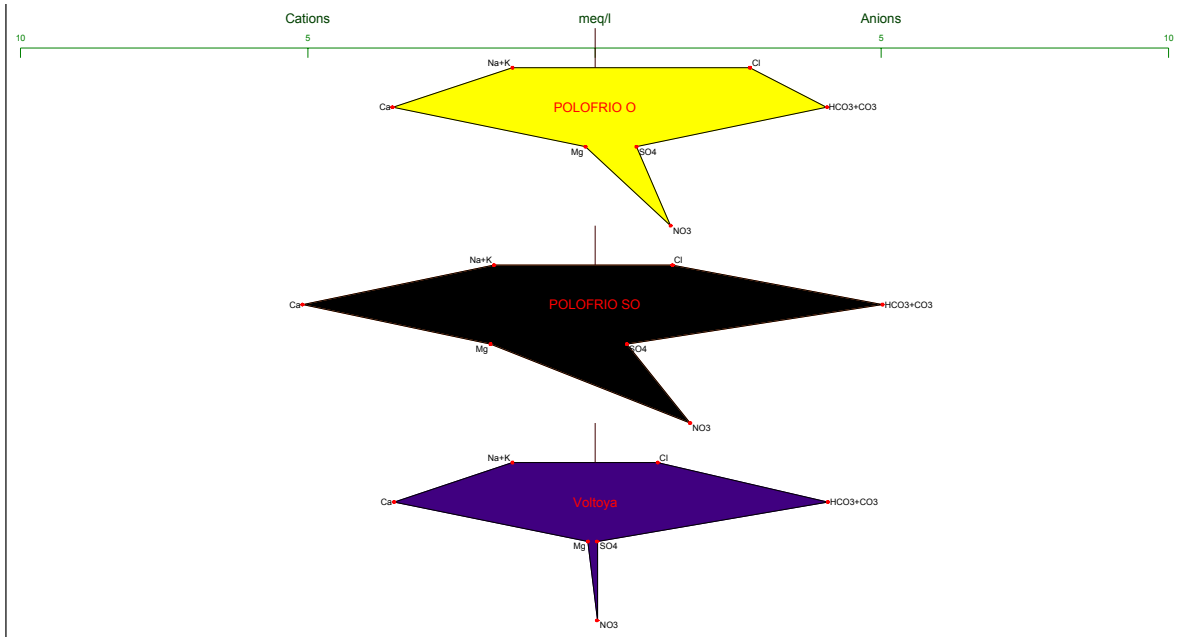 Cations meq/l Anions
10 5 5 10
Na+K Cl
Ca POLOFRIO O HCO3+CO3
Mg SO4
NO3
Na+K Cl
Ca POLOFRIO SO HCO3+CO3
Mg SO4
NO3
Na+K Cl
Ca Voltoya HCO3+CO3
Mg SO4
NO3